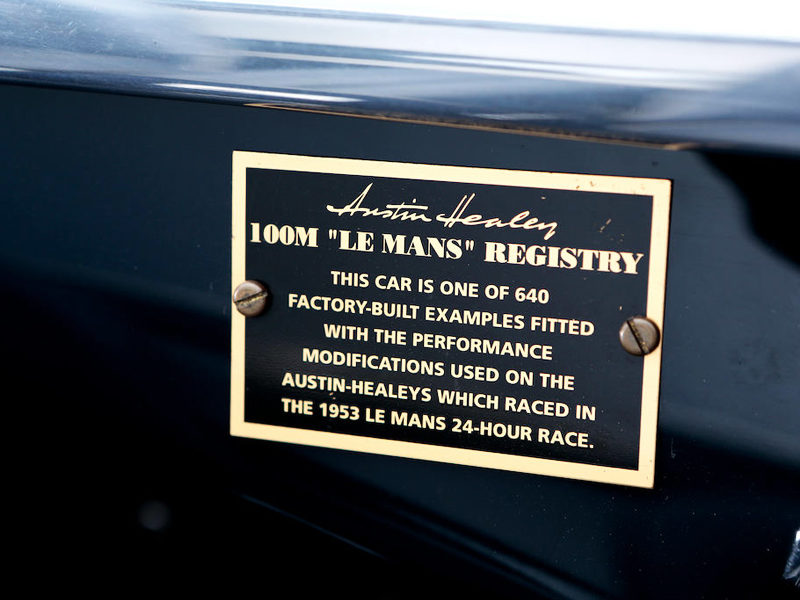 Austin Healey
100M "LE MANS" REGISTRY
THIS CAR IS ONE OF 640
FACTORY-BUILT EXAMPLES FITTED
WITH THE PERFORMANCE
MODIFICATIONS USED ON THE
AUSTIN-HEALEYS WHICH RACED IN
THE 1953 LE MANS 24-HOUR RACE.